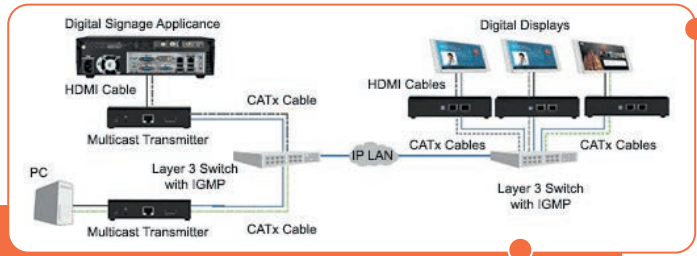 Digital Signage Applicance
Digital Displays
HDMI Cable
HDMI Cables
CATx Cable
Multicast Transmitter
IP LAN
CATx Cables
CATx Cables
PC
Layer 3 Switch
with IGMP
Layer 3 Switch
with IGMP
Multicast Transmitter
CATx Cable